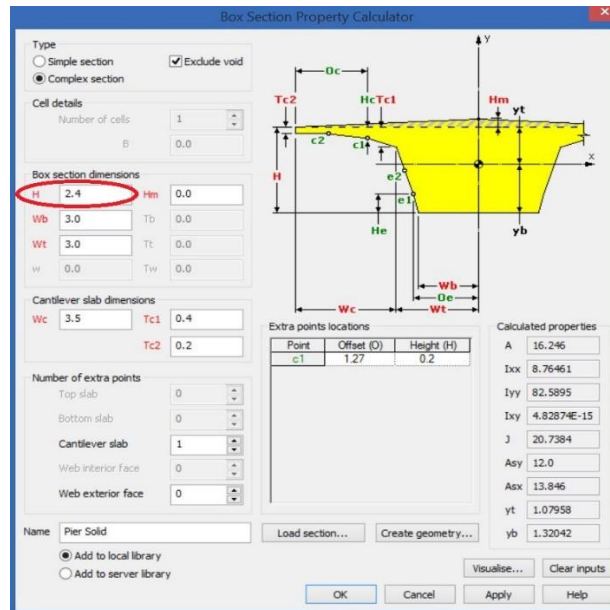 Box Section Property Calculator
Type
Simple section
Exclude void
Complex section
Cell details
Number of cells 1
B 0.0
Box section dimensions
H 2.4 Hm 0.0
Wb 3.0 Tb 0.0
Wt 3.0 Tt 0.0
w 0.0 Tw 0.0
Cantilever slab dimensions
Wc 3.5 Tc1 0.4
Tc2 0.2
Number of extra points
Top slab 0
Bottom slab 0
Cantilever slab 1
Web interior face 0
Web exterior face 0
y
Oc
Tc2 Hc Tc1 Hm
yt
c2 c1
x
H e2
e1
He yb
Wb
Oe
Wc Wt
Extra points locations
Point Offset (O) Height (H)
c1 1.27 0.2
Calculated properties
A 16.246
Ixx 8.76461
Iyy 82.5895
Ixy 4.82874E-15
J 20.7384
Asy 12.0
Asx 13.846
yt 1.07958
yb 1.32042
Name Pier Solid
Load section... Create geometry...
Add to local library
Add to server library
Visualise... Clear inputs
OK Cancel Apply Help